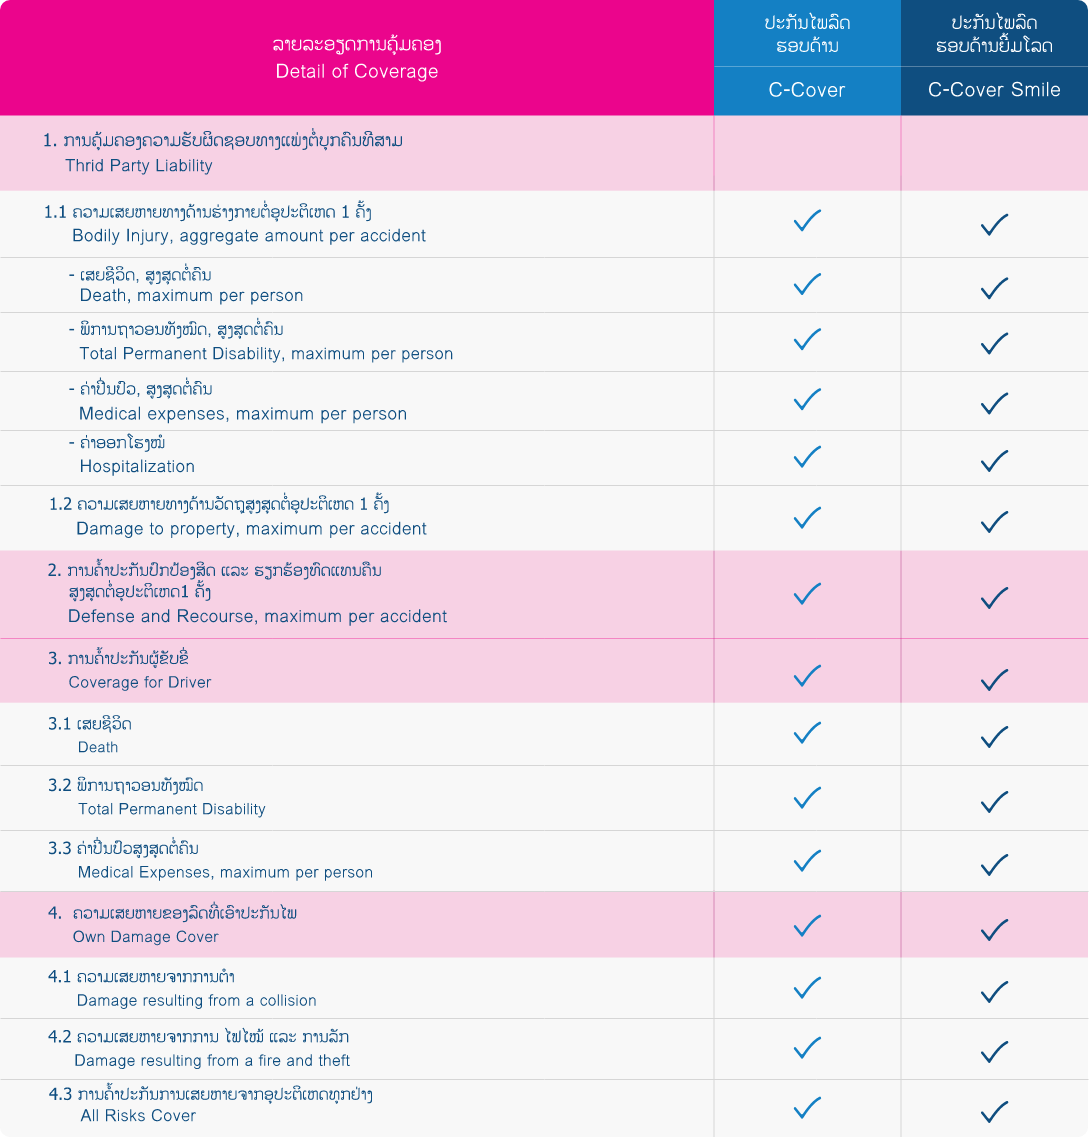 ລາຍລະອຽດການຄຸ້ມຄອງ
Detail of Coverage
ປະກັນໄພລົດ
ຮອບດ້ານ
C-Cover
ປະກັນໄພລົດ
ຮອບດ້ານຍີ້ມໂລດ
C-Cover Smile
1. ການຄຸ້ມຄອງຄວາມຮັບຜິດຊອບທາງແພ່ງຕໍ່ບຸກຄົນທີສາມ
Thrid Party Liability
1.1 ຄວາມເສຍຫາຍທາງດ້ານຮ່າງກາຍຕໍ່ອຸປະຕິເຫດ 1 ຄັ້ງ
Bodily Injury, aggregate amount per accident
- ເສຍຊີວິດ, ສູງສຸດຕໍ່ຄົນ
Death, maximum per person
- ພິການຖາວອນທັງໝົດ, ສູງສຸດຕໍ່ຄົນ
Total Permanent Disability, maximum per person
- ຄ່າປິ່ນປົວ, ສູງສຸດຕໍ່ຄົນ
Medical expenses, maximum per person
- ຄ່າອອກໂຮງໝໍ
Hospitalization
1.2 ຄວາມເສຍຫາຍທາງດ້ານວັດຖຸສູງສຸດຕໍ່ອຸປະຕິເຫດ 1 ຄັ້ງ
Damage to property, maximum per accident
2. ການຄ້ຳປະກັນປົກປ້ອງສິດ ແລະ ຮຽກຮ້ອງທົດແທນຄືນ
ສູງສຸດຕໍ່ອຸປະຕິເຫດ1 ຄັ້ງ
Defense and Recourse, maximum per accident
3. ການຄ້ຳປະກັນຜູ້ຂັບຂີ່
Coverage for Driver
3.1 ເສຍຊີວິດ
Death
3.2 ພິການຖາວອນທັງໝົດ
Total Permanent Disability
3.3 ຄ່າປິ່ນປົວສູງສຸດຕໍ່ຄົນ
Medical Expenses, maximum per person
4. ຄວາມເສຍຫາຍຂອງລົດທີ່ເອົາປະກັນໄພ
Own Damage Cover
4.1 ຄວາມເສຍຫາຍຈາກການຕຳ
Damage resulting from a collision
4.2 ຄວາມເສຍຫາຍຈາກການ ໄຟໄໝ້ ແລະ ການລັກ
Damage resulting from a fire and theft
4.3 ການຄ້ຳປະກັນການເສຍຫາຍຈາກອຸປະຕິເຫດທຸກຢ່າງ
All Risks Cover